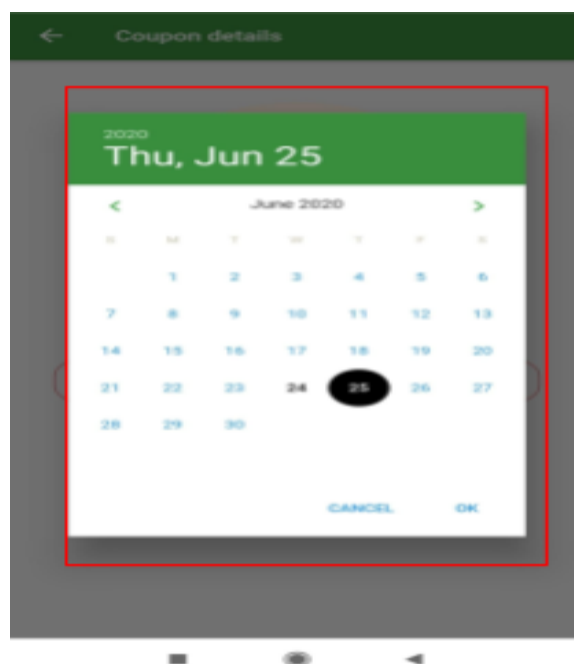 Coupon details
2020
Thu, Jun 25
June 2020
S M T W T F S
1 2 3 4 5 6
7 8 9 10 11 12 13
14 15 16 17 18 19 20
21 22 23 24 25 26 27
28 29 30
CANCEL OK